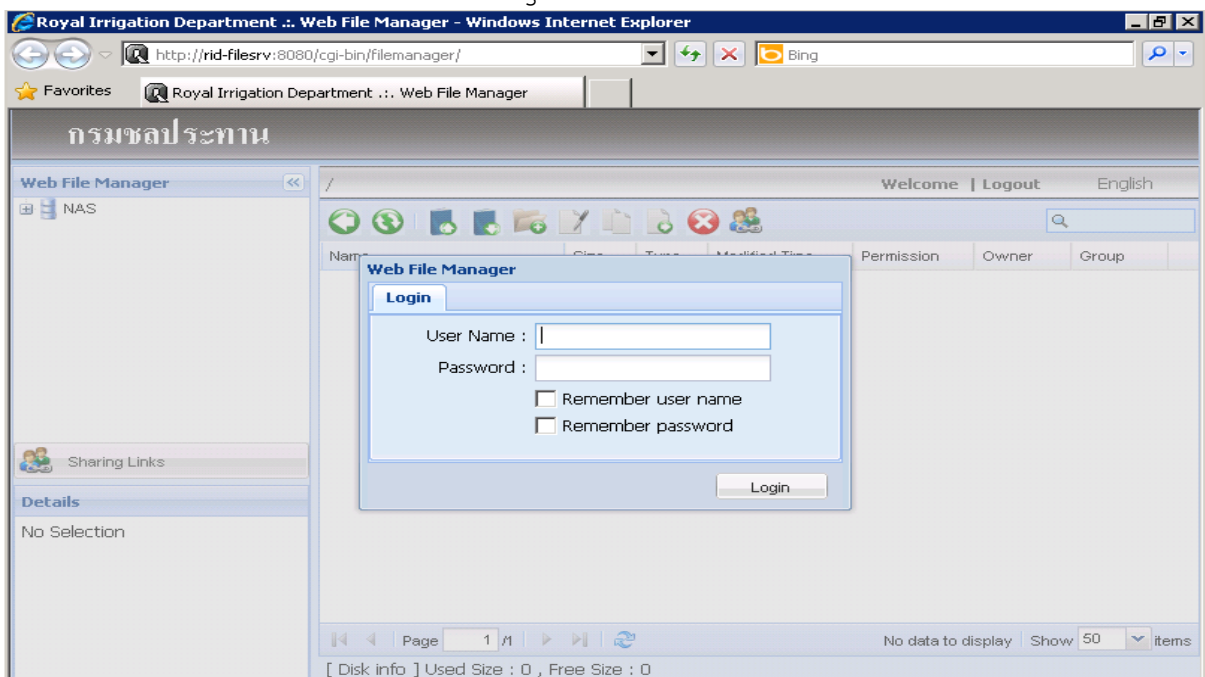 Royal Irrigation Department .:. Web File Manager - Windows Internet Explorer
http://rid-filesrv:8080/cgi-bin/filemanager/
Bing
Favorites
Royal Irrigation Department .:. Web File Manager
กรมชลประทาน
Web File Manager
/
Welcome | Logout
English
NAS
Name
Size
Type
Modified Time
Permission
Owner
Group
Web File Manager
Login
User Name :
Password :
Remember user name
Remember password
Login
Sharing Links
Details
No Selection
Page 1 /1
No data to display
Show 50 items
[ Disk info ] Used Size : 0 , Free Size : 0